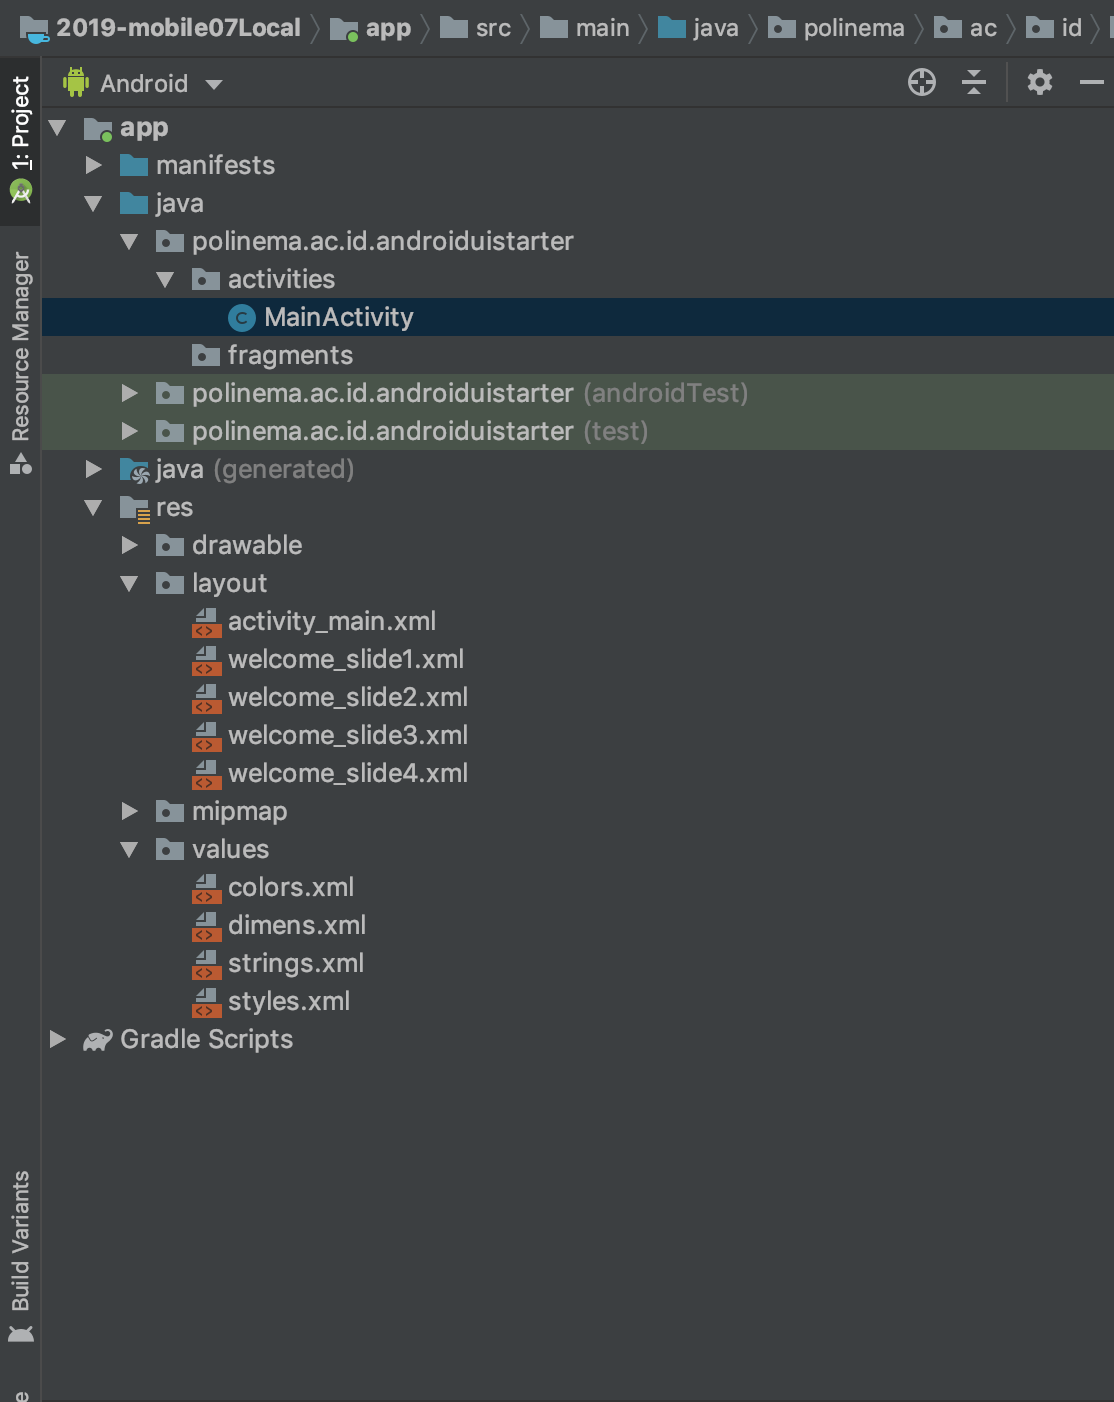 2019-mobile07Local app src main java polinema ac id
Android
1: Project
Resource Manager
Build Variants
app
manifests
java
polinema.ac.id.androiduistarter
activities
MainActivity
fragments
polinema.ac.id.androiduistarter (androidTest)
polinema.ac.id.androiduistarter (test)
java (generated)
res
drawable
layout
activity_main.xml
welcome_slide1.xml
welcome_slide2.xml
welcome_slide3.xml
welcome_slide4.xml
mipmap
values
colors.xml
dimens.xml
strings.xml
styles.xml
Gradle Scripts